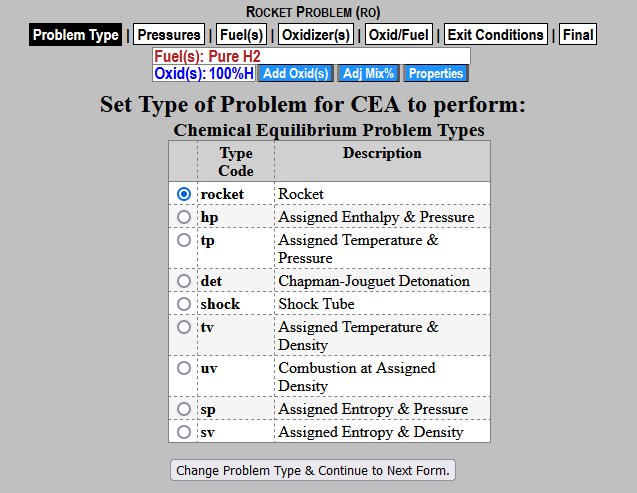 ROCKET PROBLEM (RO)
Problem Type | Pressures | Fuel(s) | Oxidizer(s) | Oxid/Fuel | Exit Conditions | Final
Fuel(s): Pure H2
Oxid(s): 100%H Add Oxid(s) Adj Mix% Properties
Set Type of Problem for CEA to perform:
Chemical Equilibrium Problem Types
Type Code Description
rocket Rocket
hp Assigned Enthalpy & Pressure
tp Assigned Temperature &
Pressure
det Chapman-Jouguet Detonation
shock Shock Tube
tv Assigned Temperature &
Density
uv Combustion at Assigned
Density
sp Assigned Entropy & Pressure
sv Assigned Entropy & Density
Change Problem Type & Continue to Next Form.